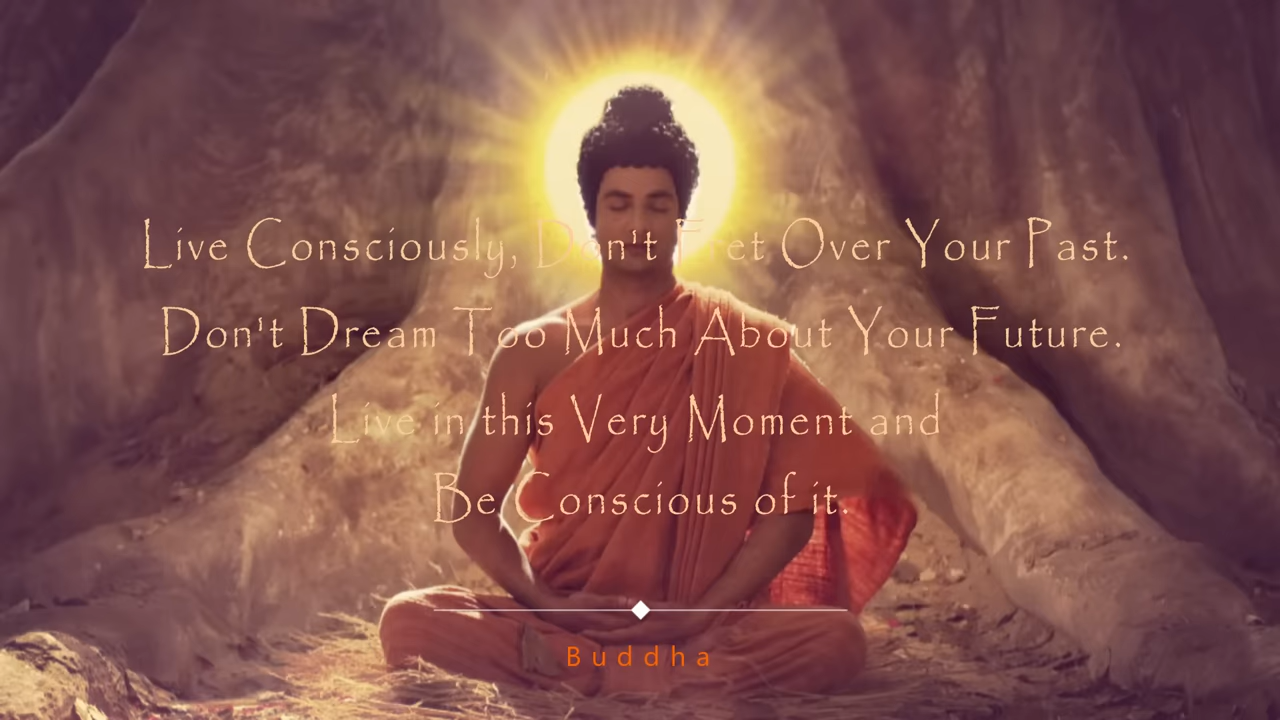 Live Consciously, Don't Fret Over Your Past.
Don't Dream Too Much About Your Future.
Live in this Very Moment and
Be Conscious of it.
Buddha